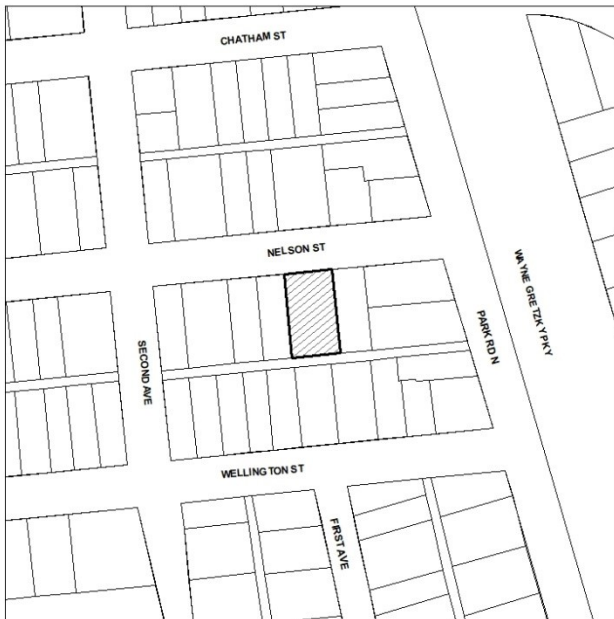 CHATHAM ST
NELSON ST
WAYNE GRETZKY PKY
PARK RD N
SECOND AVE
WELLINGTON ST
FIRST AVE